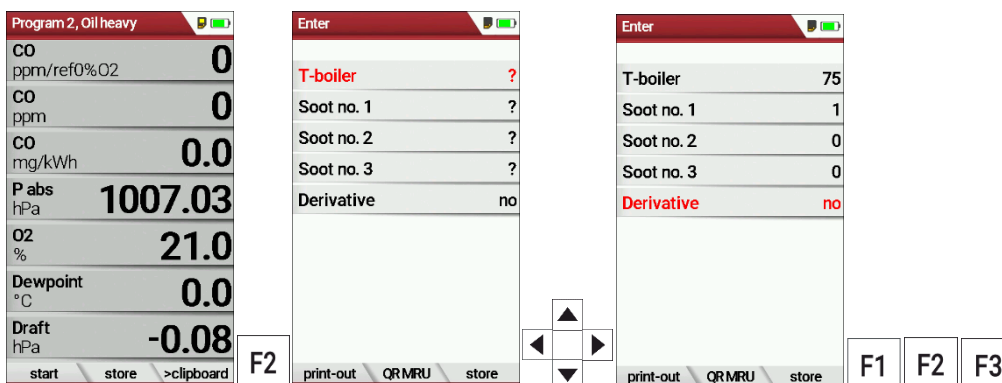 Program 2, Oil heavy
CO
ppm/ref0%O2
0
CO
ppm
0
CO
mg/kWh
0.0
P abs
hPa
1007.03
O2
%
21.0
Dewpoint
°C
0.0
Draft
hPa
-0.08
start store >clipboard
F2
Enter
T-boiler ?
Soot no. 1 ?
Soot no. 2 ?
Soot no. 3 ?
Derivative no
print-out QR MRU store
Enter
T-boiler 75
Soot no. 1 1
Soot no. 2 0
Soot no. 3 0
Derivative no
print-out QR MRU store
F1 F2 F3